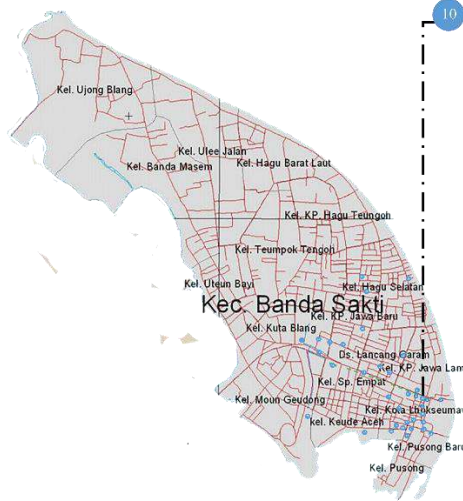 10
Kel. Ujong Blang
Kel. Ulee Jalan
Kel. Hagu Barat Laut
Kel. Banda Masem
Kel. KP. Hagu Teungoh
Kel. Teumpok Tengoh
Kel. Uteun Bayi
Kel. Hagu Selatan
Kec. Banda Sakti
Kel. KP. Jawa Baru
Kel. Kuta Blang
Ds. Lancang Garam
Kel. KP. Jawa Lam
Kel. Sp. Empat
Kel. Moun Geudong
Kel. Kota Lhokseumaw
kel. Keude Aceh
Kel. Pusong Baru
Kel. Pusong